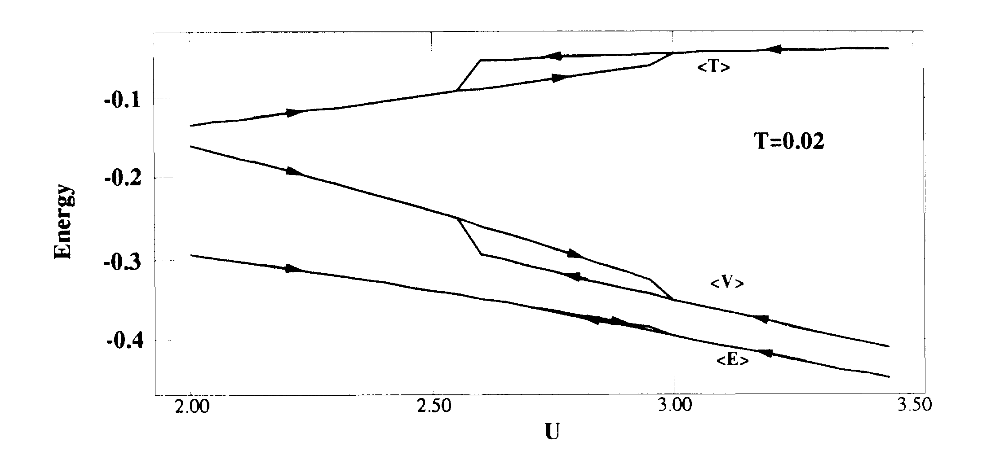 <T>
-0.1
T=0.02
-0.2
Energy
-0.3
<V>
-0.4
<E>
2.00 2.50 3.00 3.50
U